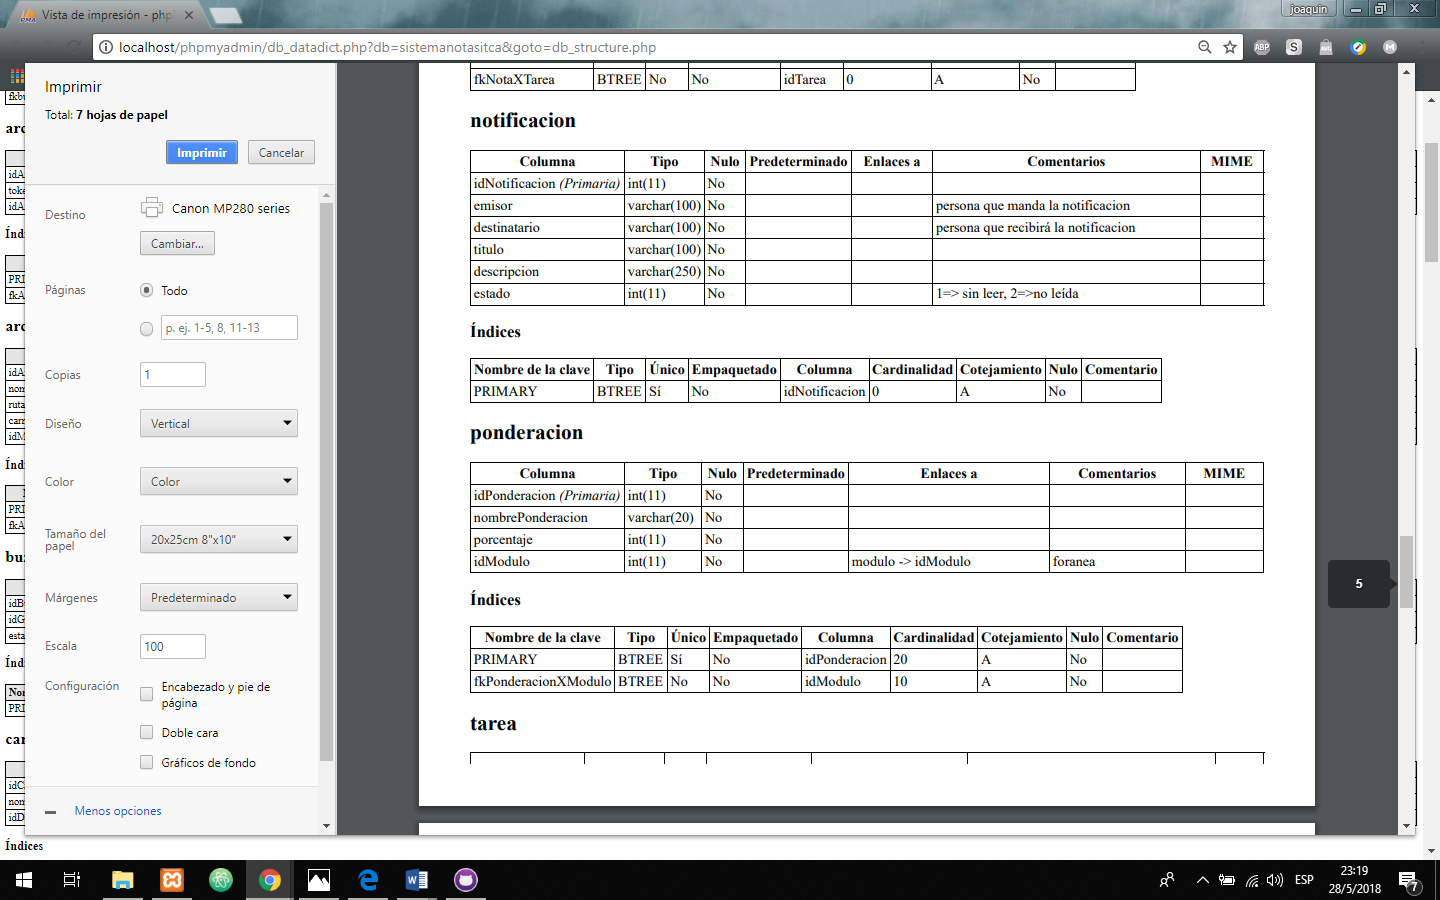 Vista de impresión - php
joaquin
localhost/phpmyadmin/db_datadict.php?db=sistemanotasitca&goto=db_structure.php
Imprimir
Total: 7 hojas de papel
Imprimir Cancelar
Destino Canon MP280 series
Cambiar...
Páginas Todo
p. ej. 1-5, 8, 11-13
Copias 1
Diseño Vertical
Color Color
Tamaño del papel 20x25cm 8"x10"
Márgenes Predeterminado
Escala 100
Configuración Encabezado y pie de página
Doble cara
Gráficos de fondo
Menos opciones
Índices
fkNotaXTarea BTREE No No idTarea 0 A No
notificacion
Columna Tipo Nulo Predeterminado Enlaces a Comentarios MIME
idNotificacion (Primaria) int(11) No
emisor varchar(100) No persona que manda la notificacion
destinatario varchar(100) No persona que recibirá la notificacion
titulo varchar(100) No
descripcion varchar(250) No
estado int(11) No 1=> sin leer, 2=>no leída
Índices
Nombre de la clave Tipo Único Empaquetado Columna Cardinalidad Cotejamiento Nulo Comentario
PRIMARY BTREE Sí No idNotificacion 0 A No
ponderacion
Columna Tipo Nulo Predeterminado Enlaces a Comentarios MIME
idPonderacion (Primaria) int(11) No
nombrePonderacion varchar(20) No
porcentaje int(11) No
idModulo int(11) No modulo -> idModulo foranea
Índices
Nombre de la clave Tipo Único Empaquetado Columna Cardinalidad Cotejamiento Nulo Comentario
PRIMARY BTREE Sí No idPonderacion 20 A No
fkPonderacionXModulo BTREE No No idModulo 10 A No
tarea
5
ESP
23:19
28/5/2018
7